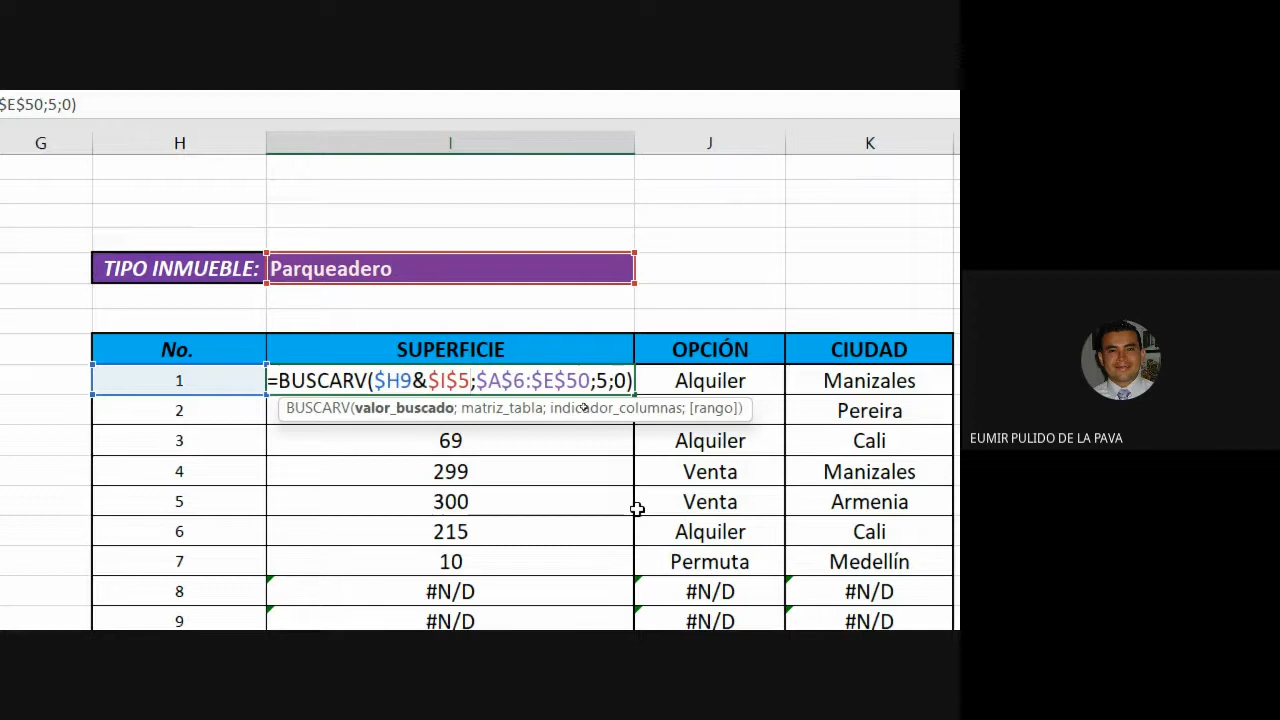 $E$50;5;0)
G H I J K
TIPO INMUEBLE: Parqueadero
No. SUPERFICIE OPCIÓN CIUDAD
1 =BUSCARV($H9&$I$5;$A$6:$E$50;5;0) Alquiler Manizales
BUSCARV(valor_buscado; matriz_tabla; indicador_columnas; [rango])
2 Pereira
EUMIR PULIDO DE LA PAVA
3 69 Alquiler Cali
4 299 Venta Manizales
5 300 Venta Armenia
6 215 Alquiler Cali
7 10 Permuta Medellín
8 #N/D #N/D #N/D
9 #N/D #N/D #N/D